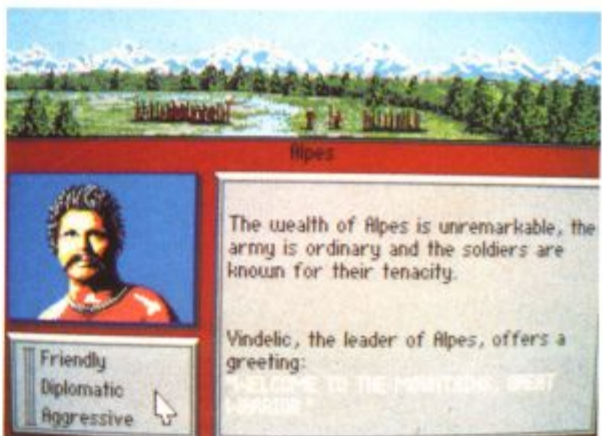 Alpes
The wealth of Alpes is unremarkable, the
army is ordinary and the soldiers are
known for their tenacity.
Vindelic, the leader of Alpes, offers a
greeting:
"WELCOME TO THE MOUNTAINS, GREAT
WARRIOR."
Friendly
Diplomatic
Aggressive